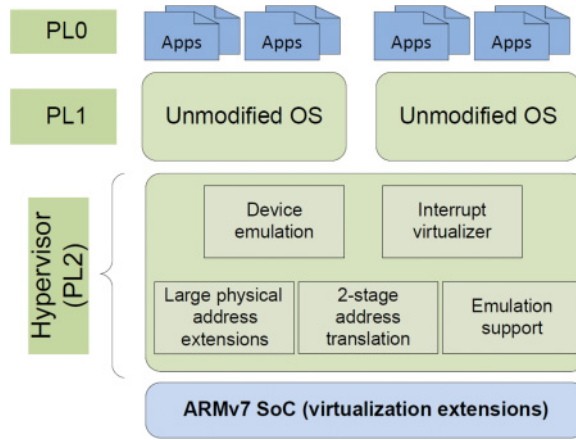 PL0
Apps
Apps
Apps
Apps
PL1
Unmodified OS
Unmodified OS
Hypervisor
(PL2)
Device
emulation
Interrupt
virtualizer
Large physical
address
extensions
2-stage
address
translation
Emulation
support
ARMv7 SoC (virtualization extensions)